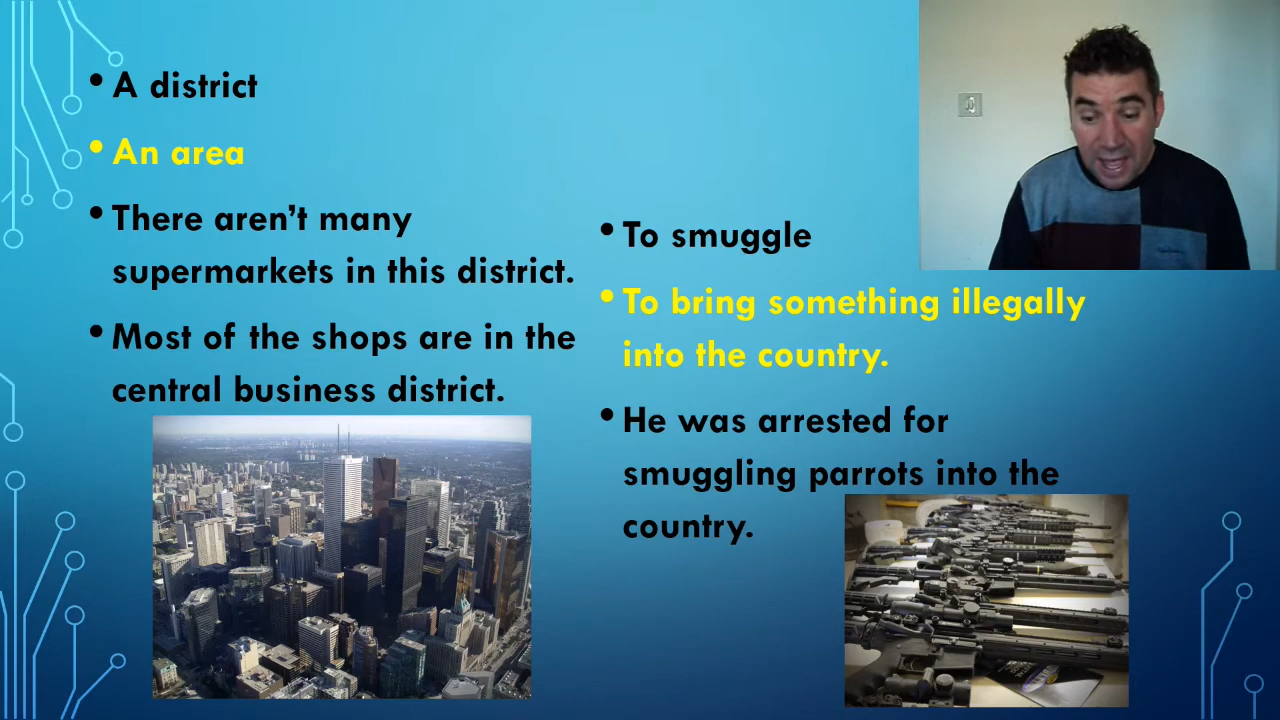 • A district
• An area
• There aren’t many
supermarkets in this district.
• Most of the shops are in the
central business district.
• To smuggle
• To bring something illegally
into the country.
• He was arrested for
smuggling parrots into the
country.